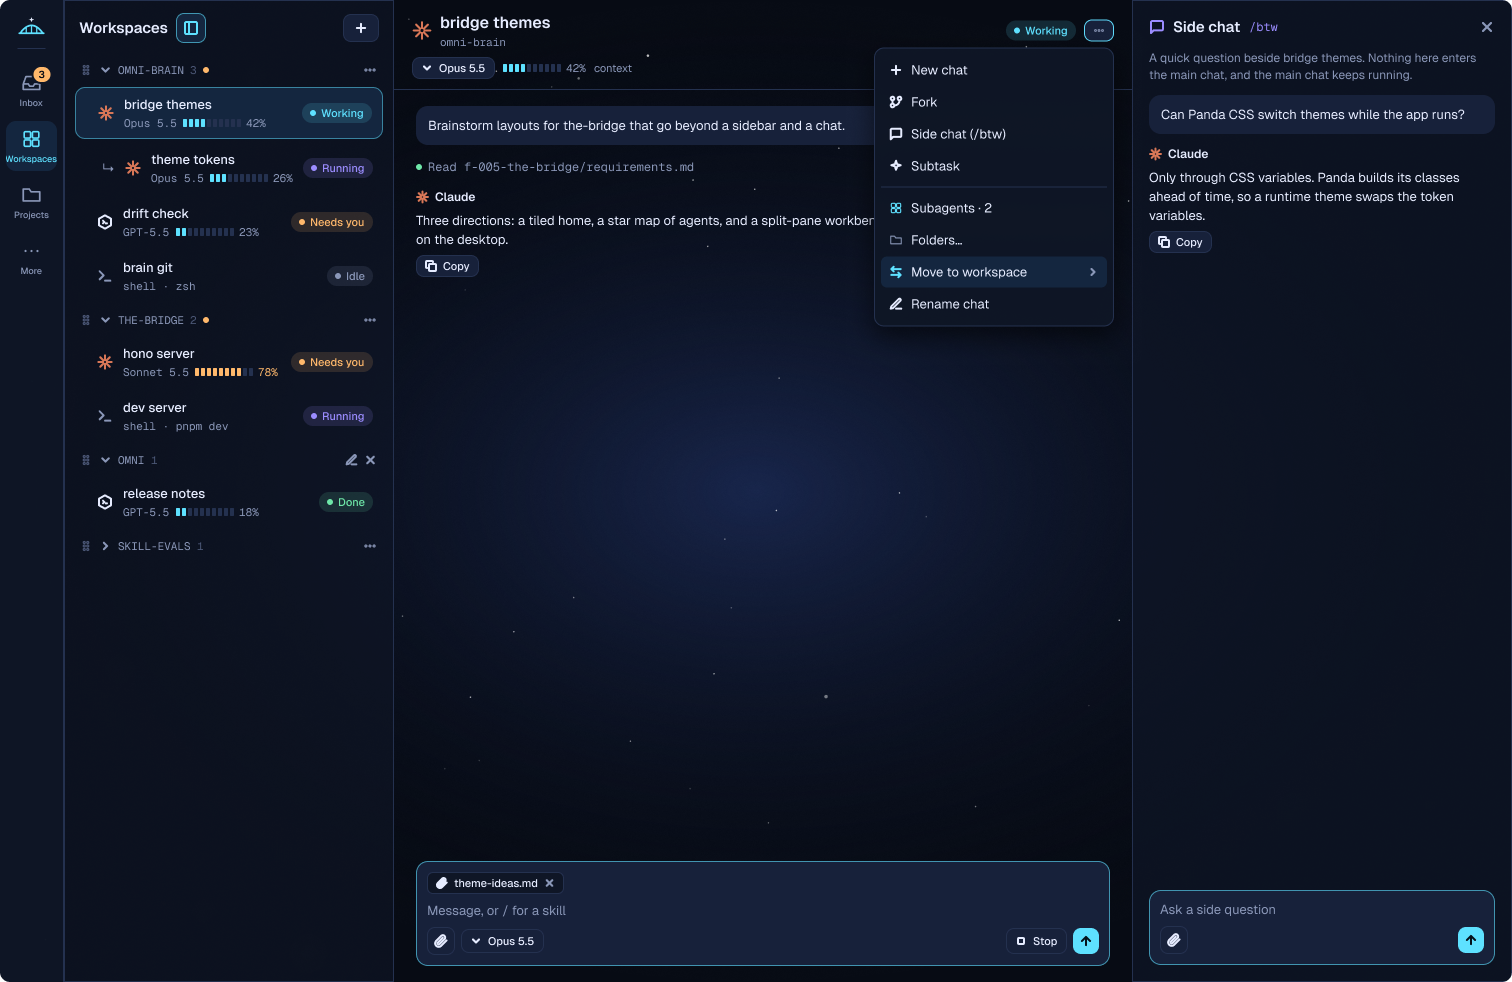 3
Inbox
Workspaces
Projects
More
Workspaces
OMNI-BRAIN 3
bridge themes
Opus 5.5 42%
Working
theme tokens
Opus 5.5 26%
Running
drift check
GPT-5.5 23%
Needs you
brain git
shell · zsh
Idle
THE-BRIDGE 2
hono server
Sonnet 5.5 78%
Needs you
dev server
shell · pnpm dev
Running
OMNI 1
release notes
GPT-5.5 18%
Done
SKILL-EVALS 1
bridge themes
omni-brain
Working
Opus 5.5 42% context
Brainstorm layouts for the-bridge that go beyond a sidebar and a chat.
Read f-005-the-bridge/requirements.md
Claude
Three directions: a tiled home, a star map of agents, and a split-pane
on the desktop.
Copy
New chat
Fork
Side chat (/btw)
Subtask
Subagents · 2
Folders…
Move to workspace
Rename chat
theme-ideas.md
Message, or / for a skill
Opus 5.5
Stop
Side chat /btw
A quick question beside bridge themes. Nothing here enters
the main chat, and the main chat keeps running.
Can Panda CSS switch themes while the app runs?
Claude
Only through CSS variables. Panda builds its classes
ahead of time, so a runtime theme swaps the token
variables.
Copy
Ask a side question